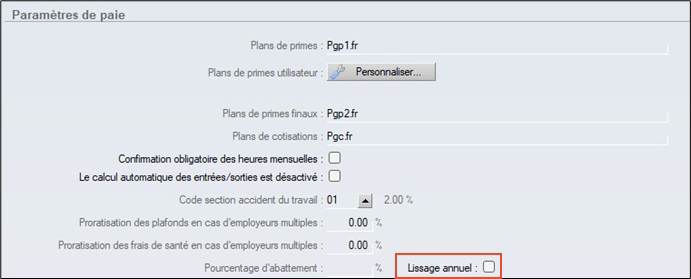 Paramètres de paie
Plans de primes : Pgp1.fr
Plans de primes utilisateur : Personnaliser...
Plans de primes finaux : Pgp2.fr
Plans de cotisations : Pgc.fr
Confirmation obligatoire des heures mensuelles :
Le calcul automatique des entrées/sorties est désactivé :
Code section accident du travail : 01 2.00 %
Proratisation des plafonds en cas d'employeurs multiples : 0.00 %
Proratisation des frais de santé en cas d'employeurs multiples : 0.00 %
Pourcentage d'abattement : % Lissage annuel :